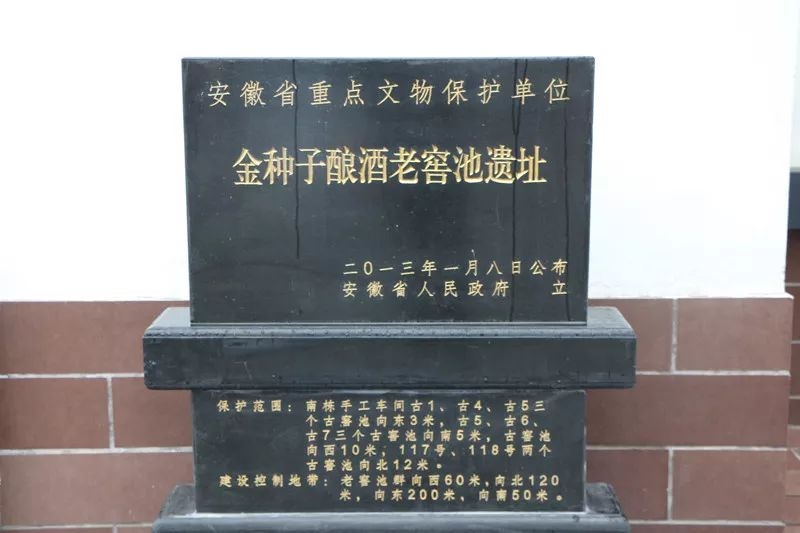 安徽省重点文物保护单位
金种子酿酒老窖池遗址
二〇一三年一月八日公布
安徽省人民政府 立
保护范围：南栋手工车间古1、古4、古5三
个古窖池向东3米，古5、古6、
古7三个古窖池向南5米，古窖池
向西10米，117号、118号两个
古窖池向北12米。
建设控制地带：老窖池群向西60米，向北120
米，向东200米，向南50米。